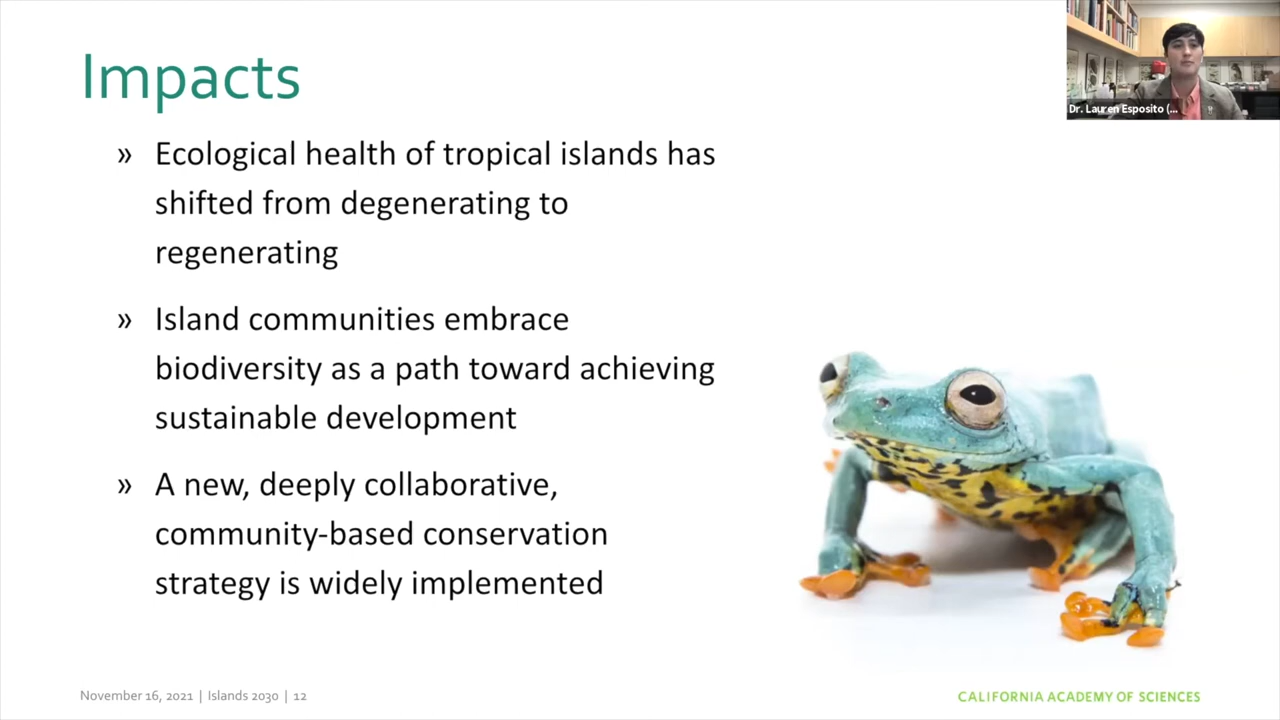 Impacts
Dr. Lauren Esposito (...
» Ecological health of tropical islands has
shifted from degenerating to
regenerating
» Island communities embrace
biodiversity as a path toward achieving
sustainable development
» A new, deeply collaborative,
community-based conservation
strategy is widely implemented
November 16, 2021 | Islands 2030 | 12
CALIFORNIA ACADEMY OF SCIENCES